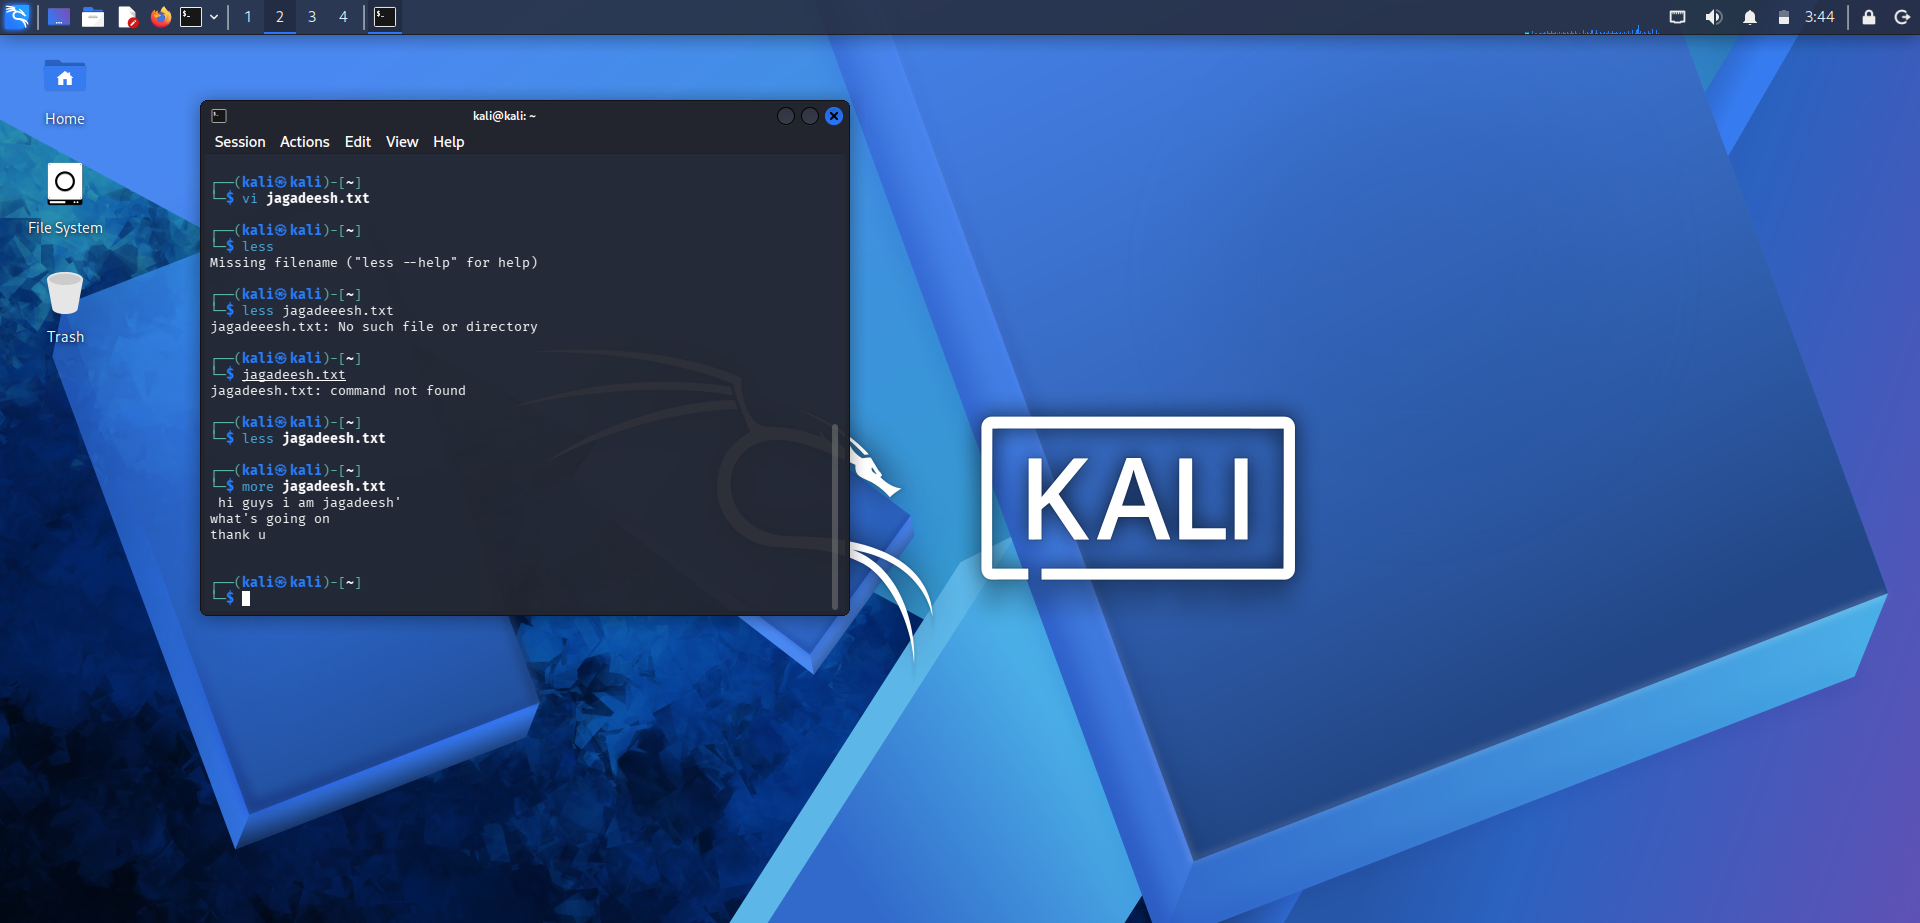 1 2 3 4
3:44
Home
File System
Trash
kali@kali: ~
Session Actions Edit View Help
┌──(kali㉿kali)-[~]
└─$ vi jagadeesh.txt
┌──(kali㉿kali)-[~]
└─$ less
Missing filename ("less --help" for help)
┌──(kali㉿kali)-[~]
└─$ less jagadeeesh.txt
jagadeeesh.txt: No such file or directory
┌──(kali㉿kali)-[~]
└─$ jagadeesh.txt
jagadeesh.txt: command not found
┌──(kali㉿kali)-[~]
└─$ less jagadeesh.txt
┌──(kali㉿kali)-[~]
└─$ more jagadeesh.txt
hi guys i am jagadeesh'
what's going on
thank u
┌──(kali㉿kali)-[~]
└─$
KALI